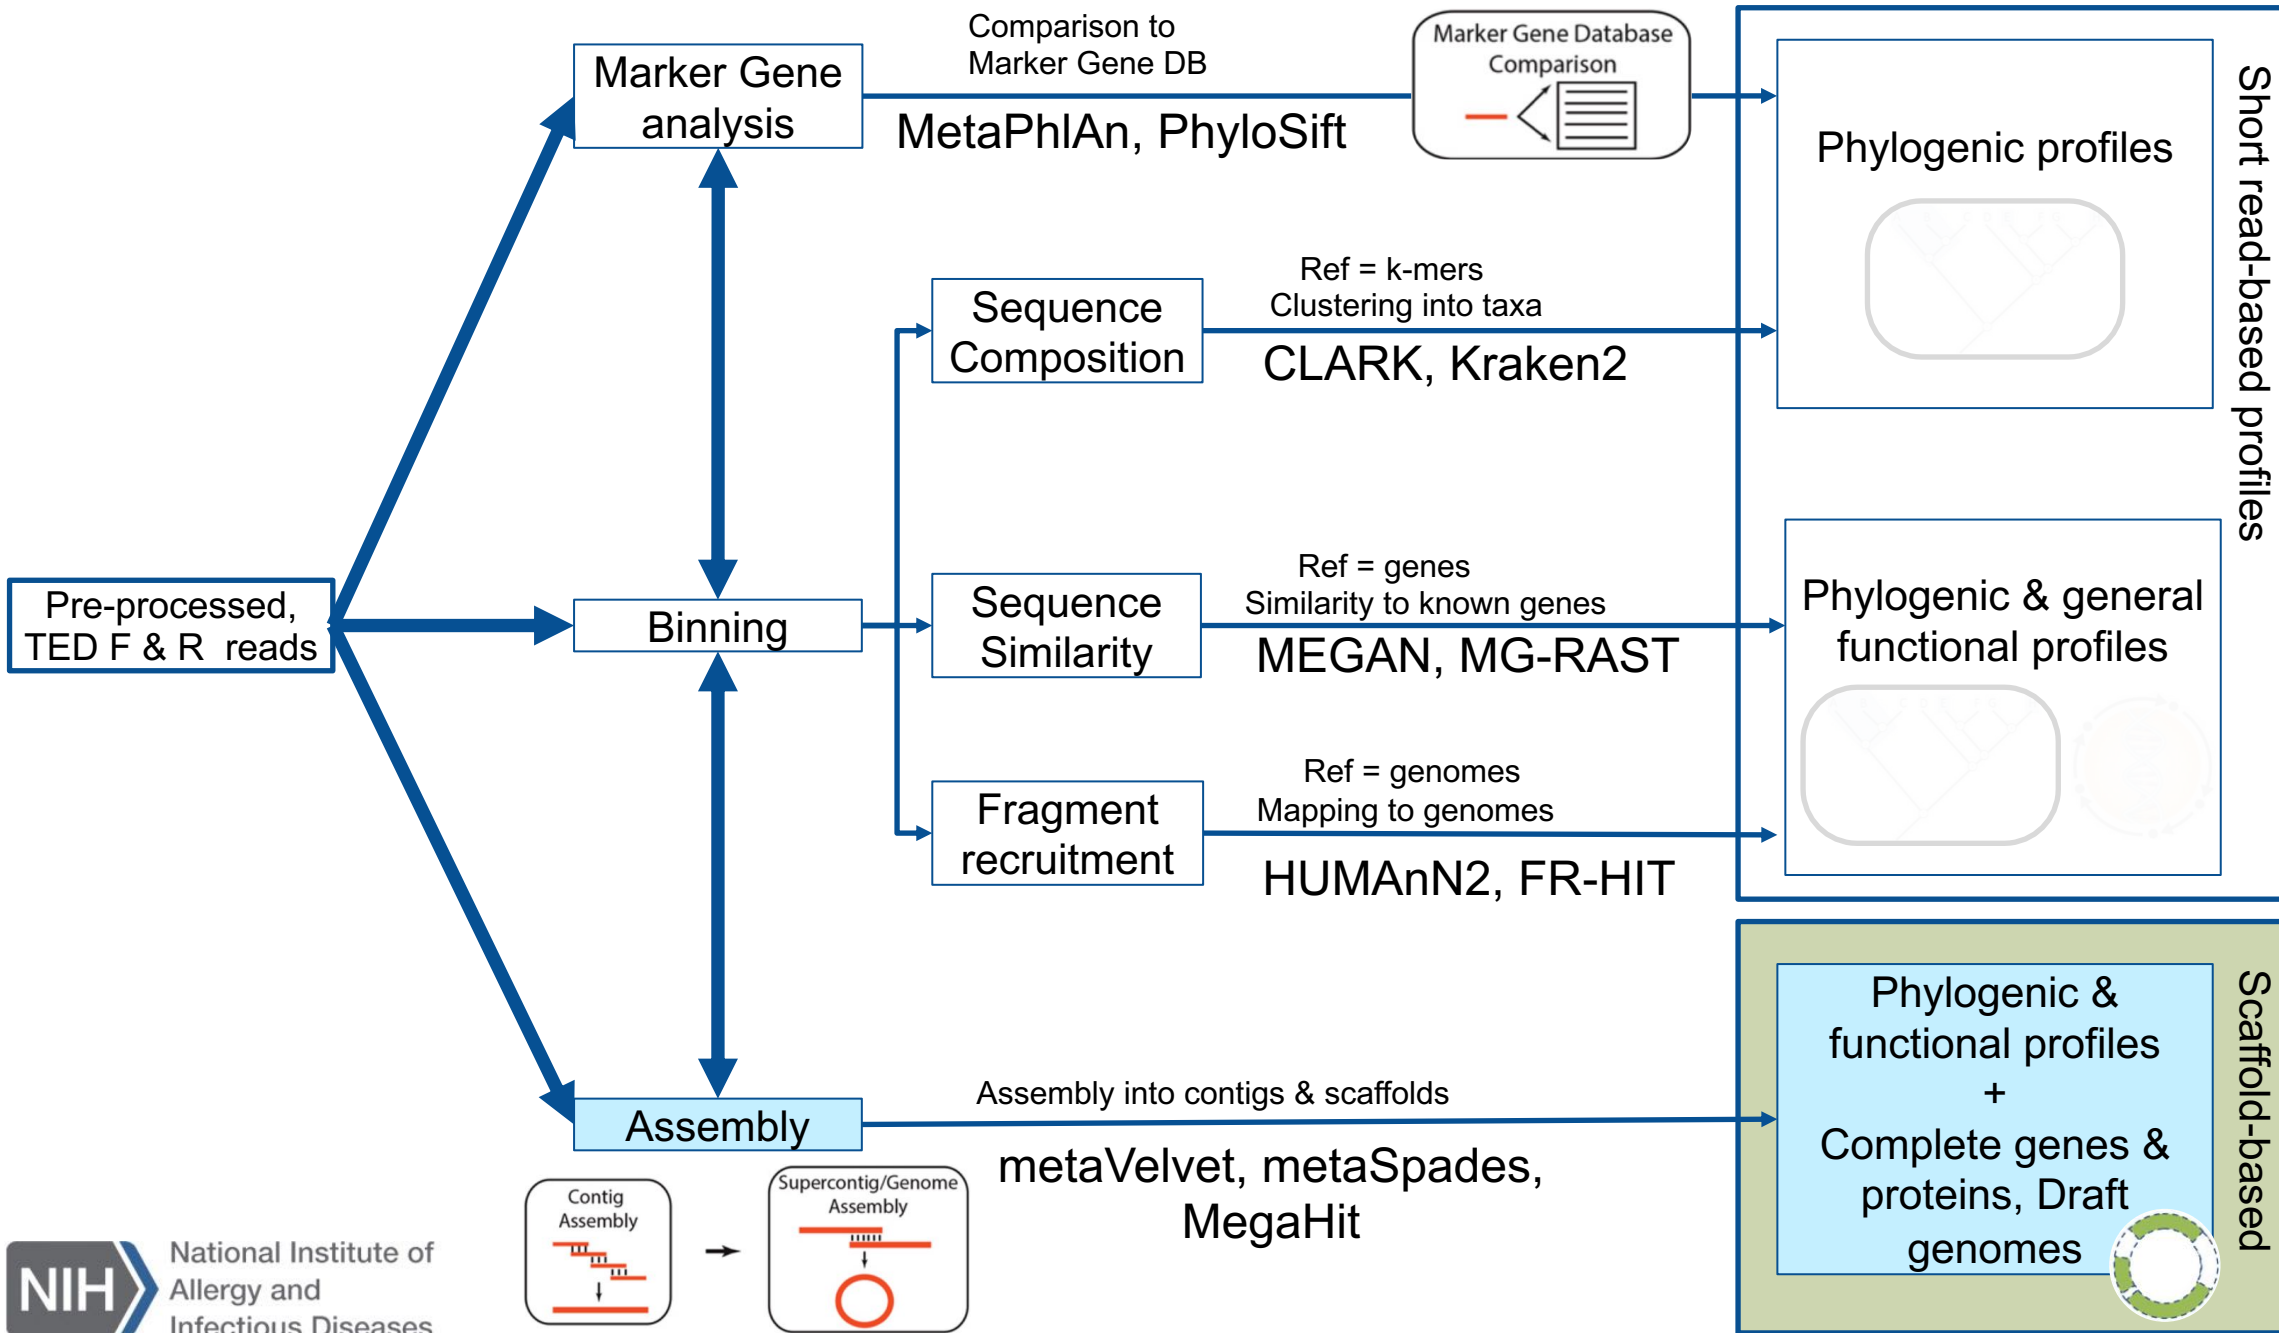 Comparison to
Marker Gene DB
Marker Gene Database
Comparison
Marker Gene
analysis
MetaPhlAn, PhyloSift
Phylogenic profiles
Short read-based profiles
Ref = k-mers
Clustering into taxa
Sequence
Composition
CLARK, Kraken2
Pre-processed,
TED F & R  reads
Binning
Ref = genes
Similarity to known genes
Sequence
Similarity
MEGAN, MG-RAST
Phylogenic & general
functional profiles
Ref = genomes
Mapping to genomes
Fragment
recruitment
HUMAnN2, FR-HIT
Assembly
Assembly into contigs & scaffolds
metaVelvet, metaSpades,
MegaHit
Phylogenic &
functional profiles
+
Complete genes &
proteins, Draft
genomes
Scaffold-based
Contig
Assembly
Supercontig/Genome
Assembly
NIH
National Institute of
Allergy and
Infectious Diseases